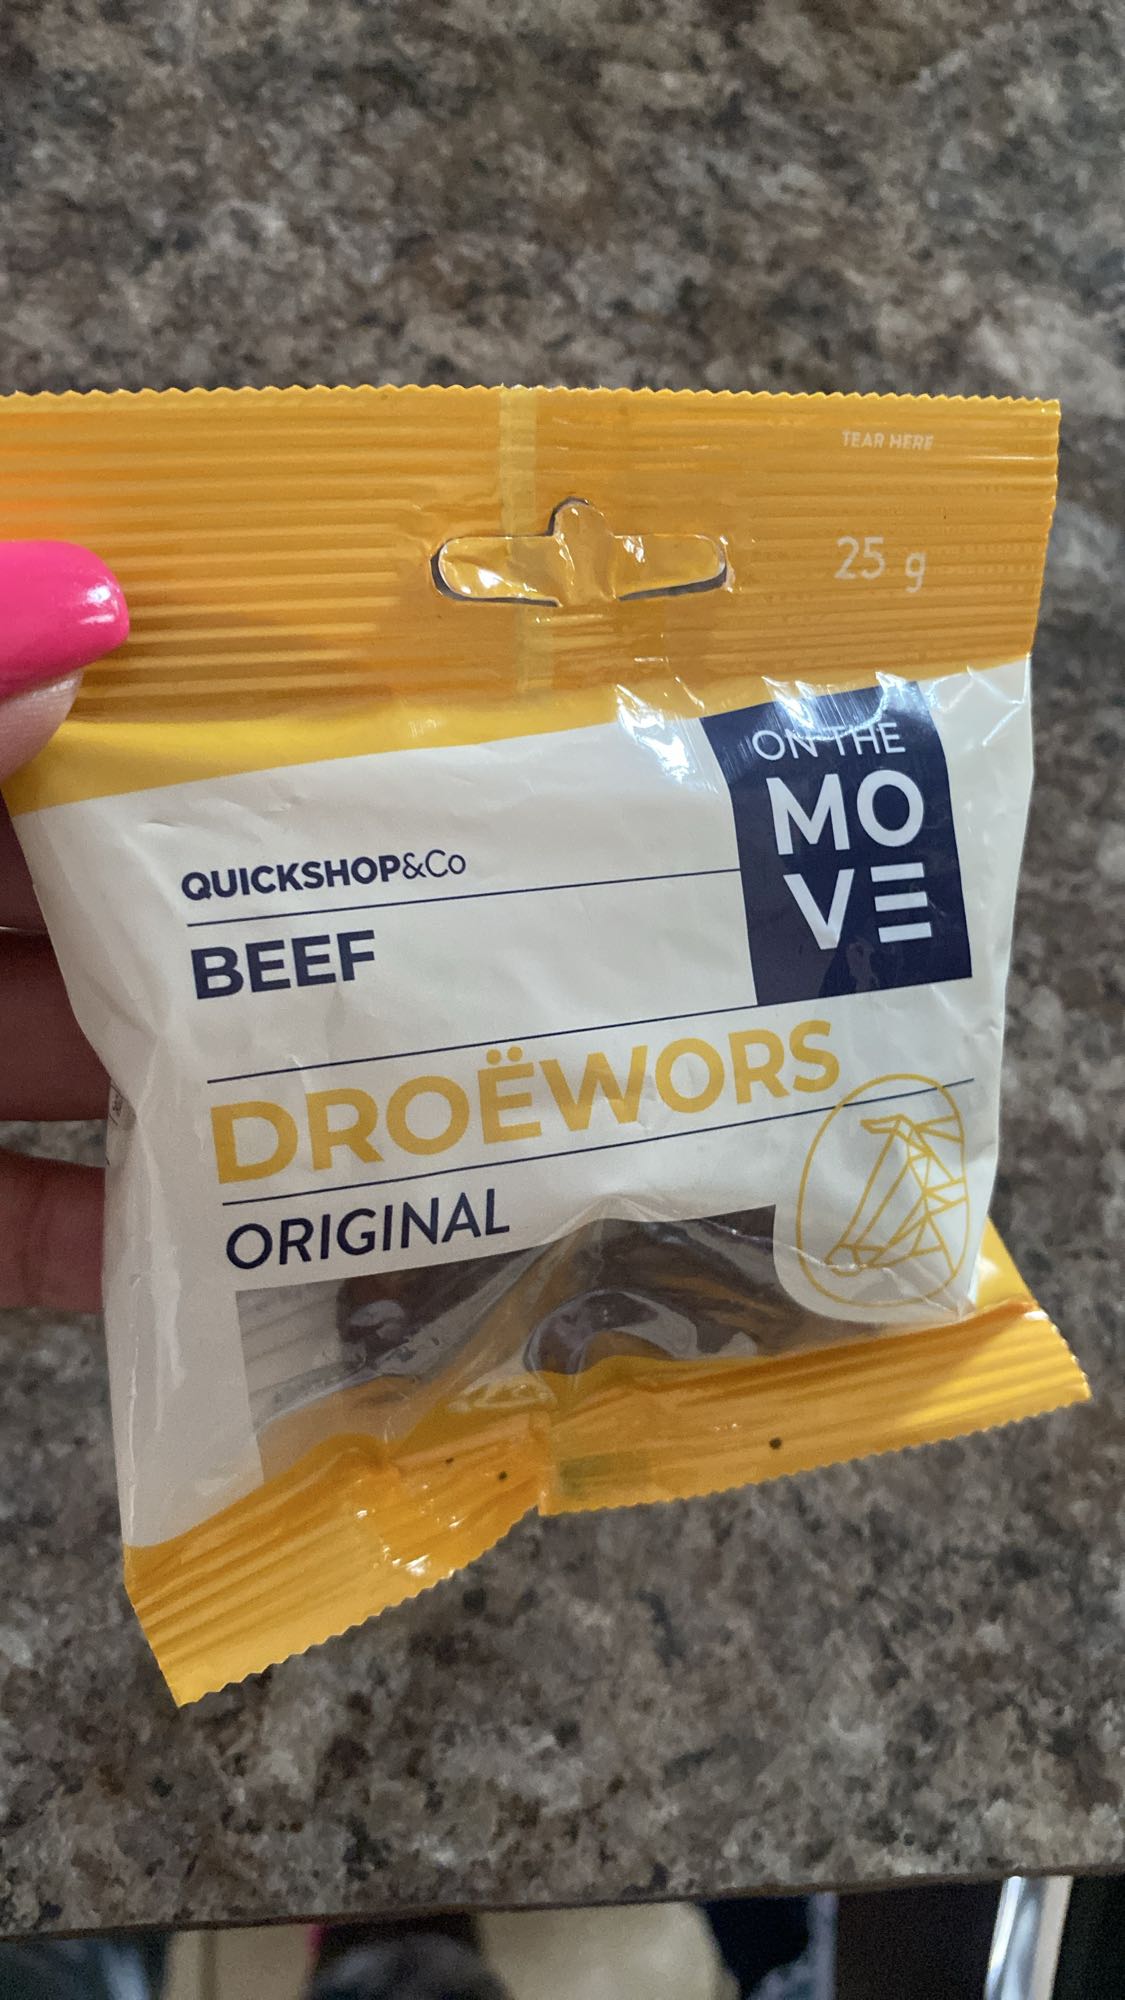 TEAR HERE
25 g
ON THE
MO
VE
QUICKSHOP&Co
BEEF
DROËWORS
ORIGINAL